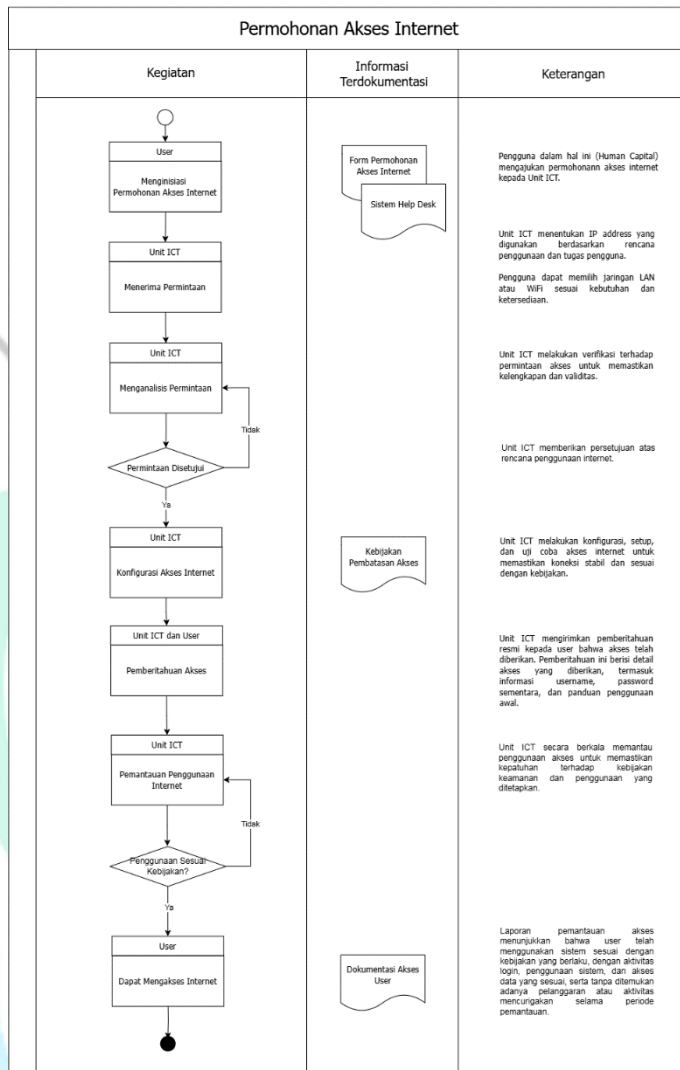 Permohonan Akses Internet
Kegiatan
Informasi
Terdokumentasi
Keterangan
User
Menginisiasi
Permohonan Akses Internet
Form Permohonan
Akses Internet
Sistem Help Desk
Pengguna dalam hal ini (Human Capital)
mengajukan permohonann akses internet
kepada Unit ICT.
Unit ICT
Menerima Permintaan
Unit ICT menentukan IP address yang
digunakan berdasarkan rencana
penggunaan dan tugas pengguna.
Pengguna dapat memilih jaringan LAN
atau WiFi sesuai kebutuhan dan
ketersediaan.
Unit ICT
Menganalisis Permintaan
Unit ICT melakukan verifikasi terhadap
permintaan akses untuk memastikan
kelengkapan dan validitas.
Tidak
Permintaan Disetujui
Ya
Unit ICT memberikan persetujuan atas
rencana penggunaan internet.
Unit ICT
Konfigurasi Akses Internet
Kebijakan
Pembatasan Akses
Unit ICT melakukan konfigurasi, setup,
dan uji coba akses internet untuk
memastikan koneksi stabil dan sesuai
dengan kebijakan.
Unit ICT dan User
Pemberitahuan Akses
Unit ICT mengirimkan pemberitahuan
resmi kepada user bahwa akses telah
diberikan. Pemberitahuan ini berisi detail
akses yang diberikan, termasuk
informasi username, password
sementara, dan panduan penggunaan
awal.
Unit ICT
Pemantauan Penggunaan
Internet
Unit ICT secara berkala memantau
penggunaan akses untuk memastikan
kepatuhan terhadap kebijakan
keamanan dan penggunaan yang
ditetapkan.
Tidak
Penggunaan Sesuai
Kebijakan?
Ya
User
Dapat Mengakses Internet
Dokumentasi Akses
User
Laporan pemantauan akses
menunjukkan bahwa user telah
menggunakan sistem sesuai dengan
kebijakan yang berlaku, dengan aktivitas
login, penggunaan sistem, dan akses
data yang sesuai, serta tanpa ditemukan
adanya pelanggaran atau aktivitas
mencurigakan selama periode
pemantauan.